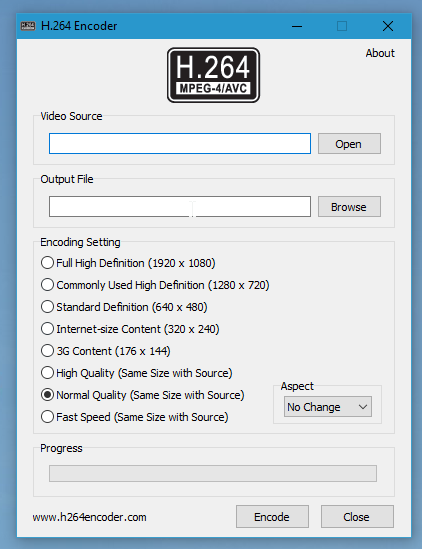 H.264 Encoder
About
H.264
MPEG-4/AVC
Video Source
Open
Output File
Browse
Encoding Setting
Full High Definition (1920 x 1080)
Commonly Used High Definition (1280 x 720)
Standard Definition (640 x 480)
Internet-size Content (320 x 240)
3G Content (176 x 144)
High Quality (Same Size with Source)
Normal Quality (Same Size with Source)
Fast Speed (Same Size with Source)
Aspect
No Change
Progress
www.h264encoder.com
Encode
Close